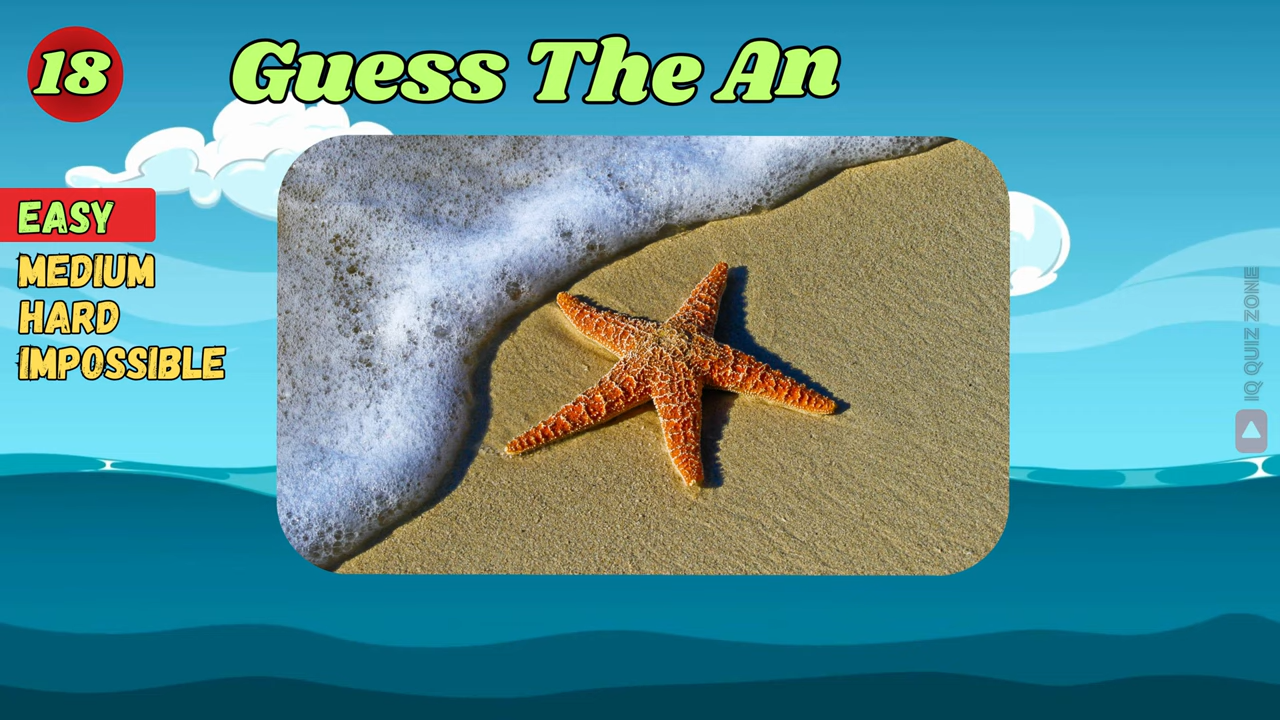 18
Guess The An
EASY
MEDIUM
HARD
IMPOSSIBLE
IQ QUIZ ZONE